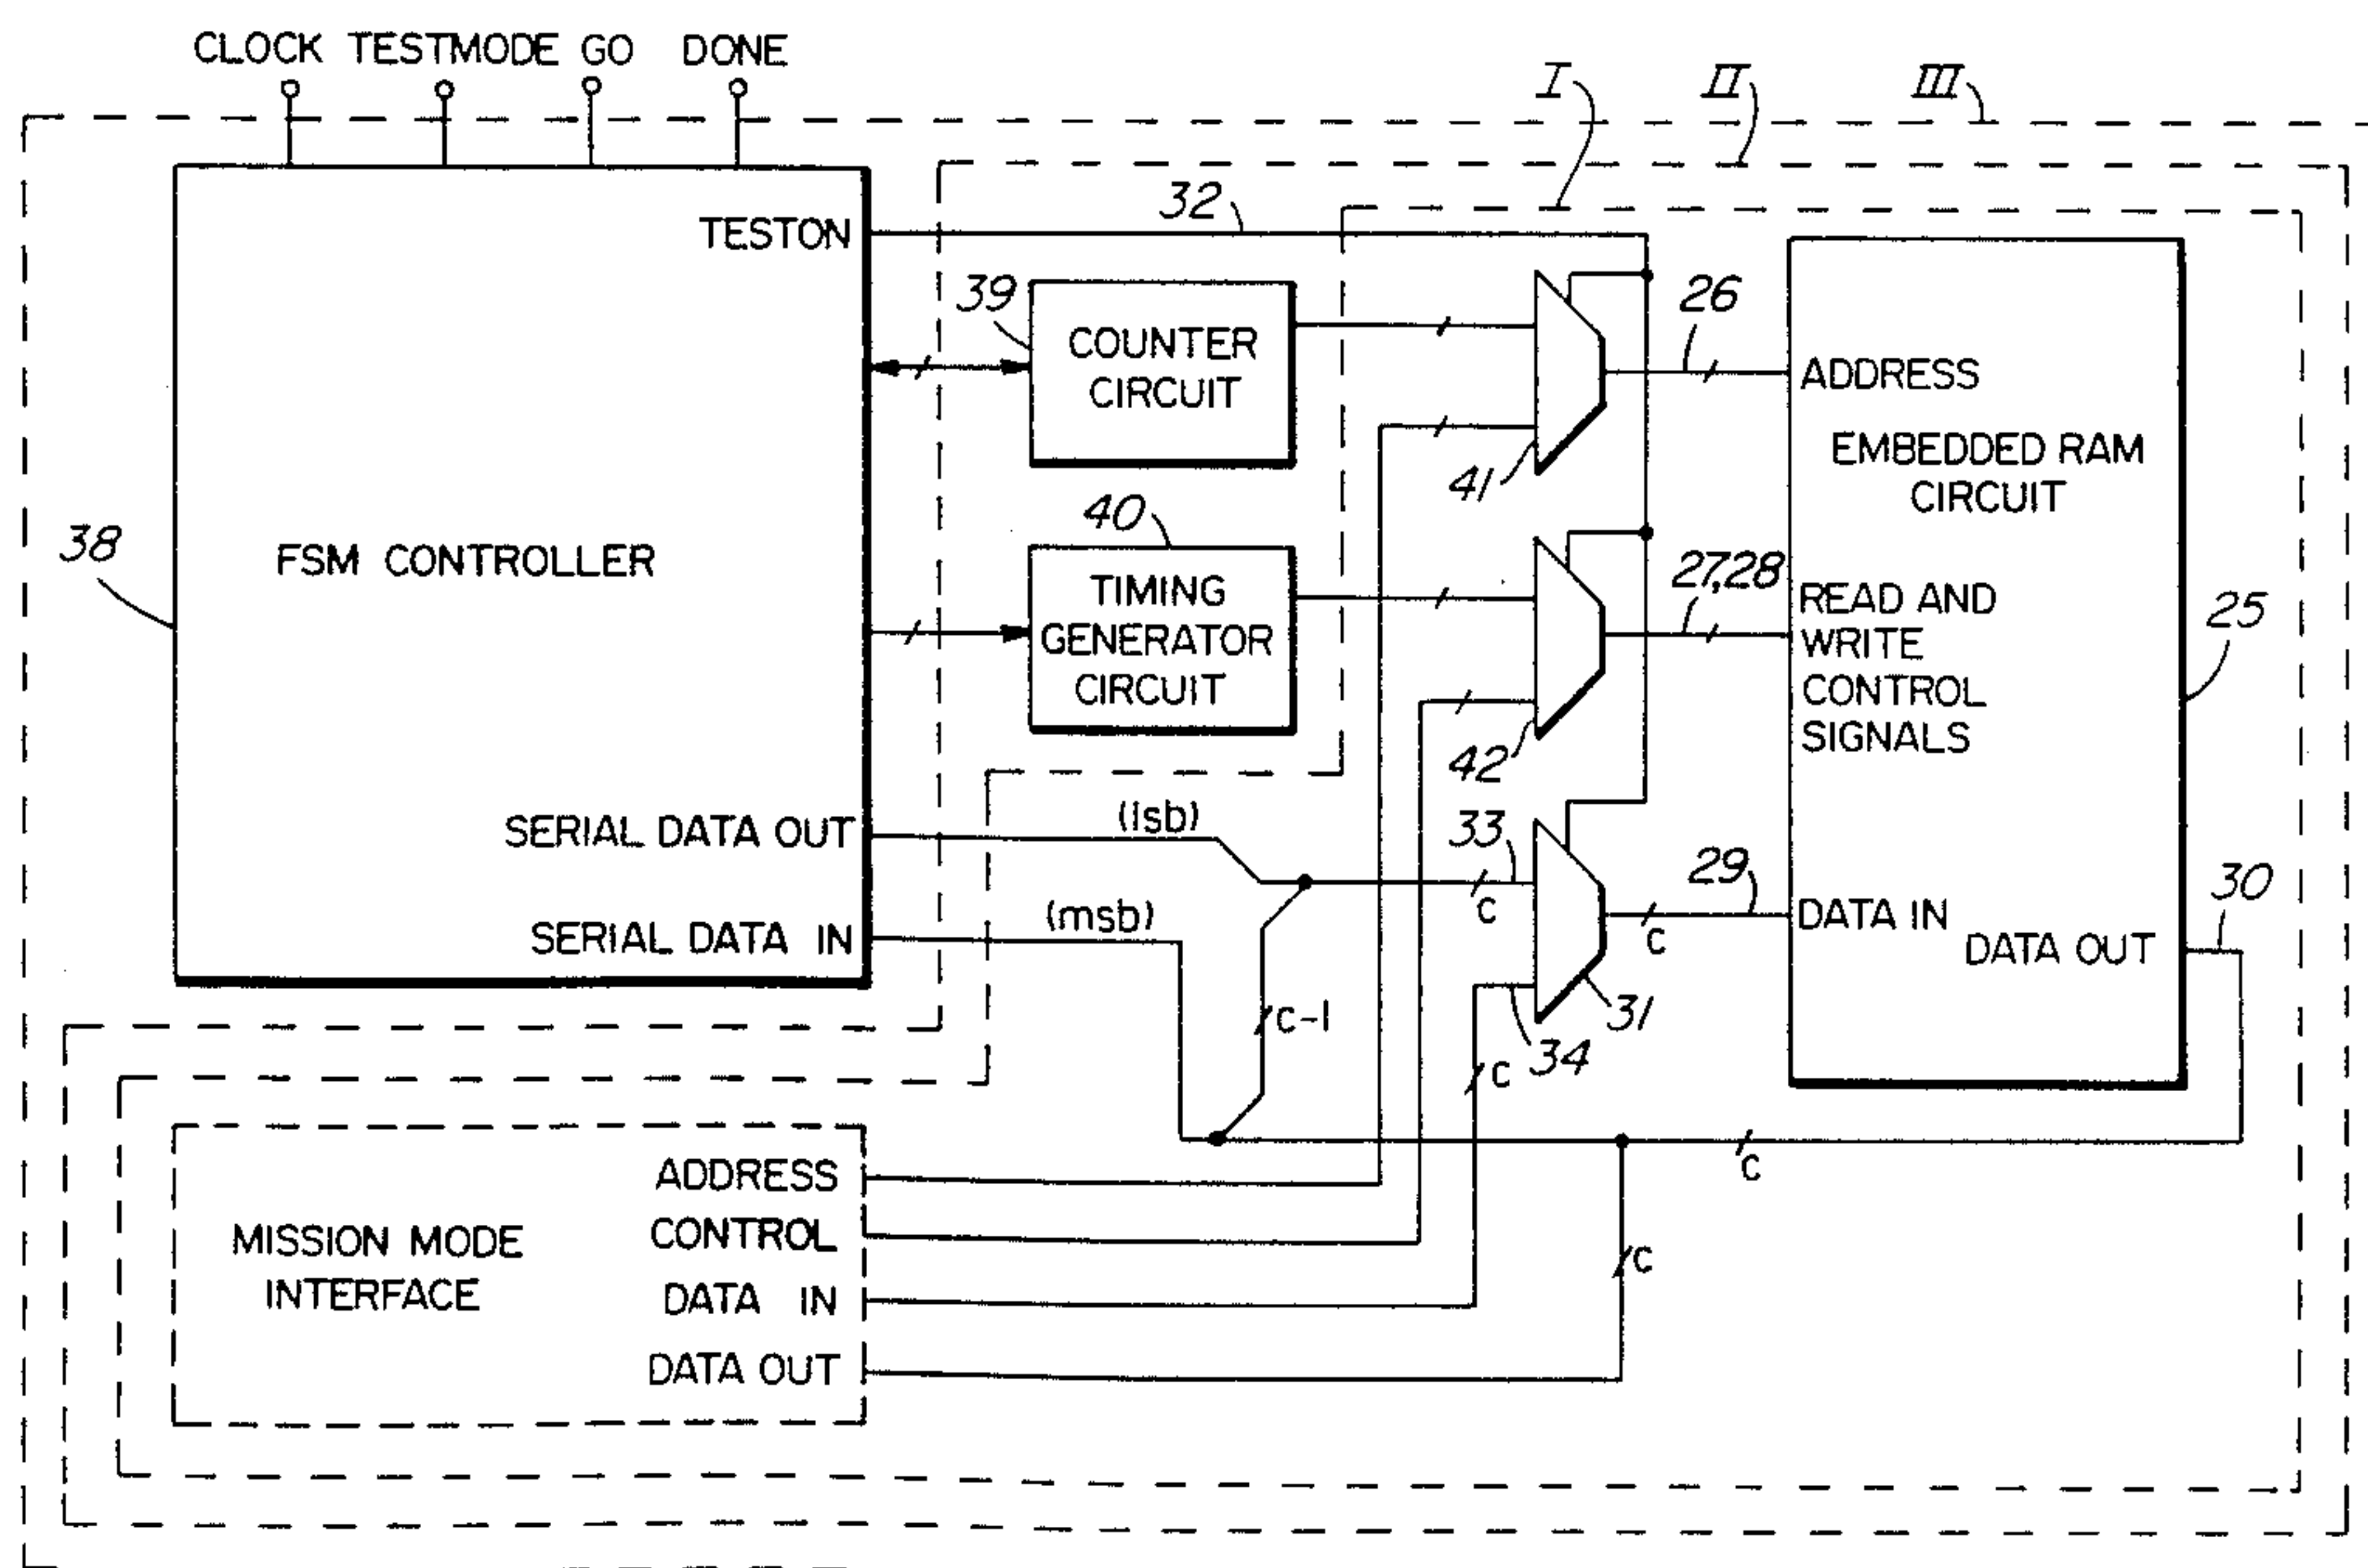 CLOCK TESTMODE GO DONE
I
II
III
TESTON
32
39
COUNTER
CIRCUIT
26
ADDRESS
EMBEDDED RAM
CIRCUIT
41
38
FSM CONTROLLER
40
TIMING
GENERATOR
CIRCUIT
27,28
READ AND
WRITE
CONTROL
SIGNALS
25
42
SERIAL DATA OUT
(lsb)
33
c
29
c
DATA IN
30
SERIAL DATA IN
(msb)
DATA OUT
c-1
31
34
c
c
MISSION MODE
INTERFACE
ADDRESS
CONTROL
DATA IN
DATA OUT
c